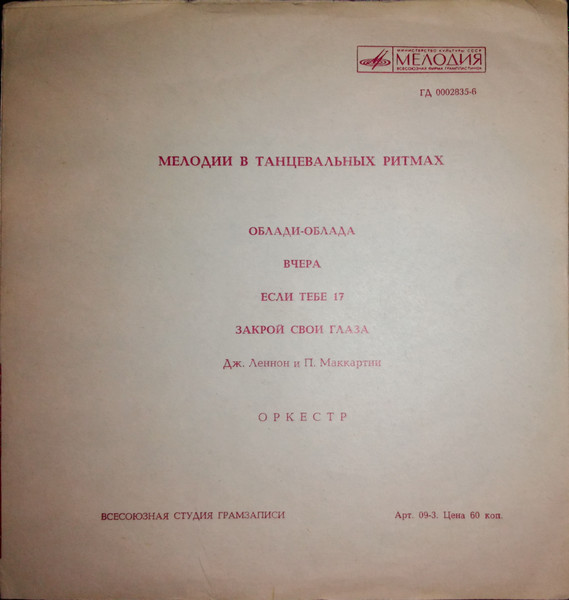 МИНИСТЕРСТВО КУЛЬТУРЫ СССР
МЕЛОДИЯ
ВСЕСОЮЗНАЯ ФИРМА ГРАМПЛАСТИНОК
ГД 0002835-6
МЕЛОДИИ В ТАНЦЕВАЛЬНЫХ РИТМАХ
ОБЛАДИ-ОБЛАДА
ВЧЕРА
ЕСЛИ ТЕБЕ 17
ЗАКРОЙ СВОИ ГЛАЗА
Дж. Леннон и П. Маккартни
ОРКЕСТР
ВСЕСОЮЗНАЯ СТУДИЯ ГРАМЗАПИСИ
Арт. 09-3. Цена 60 коп.